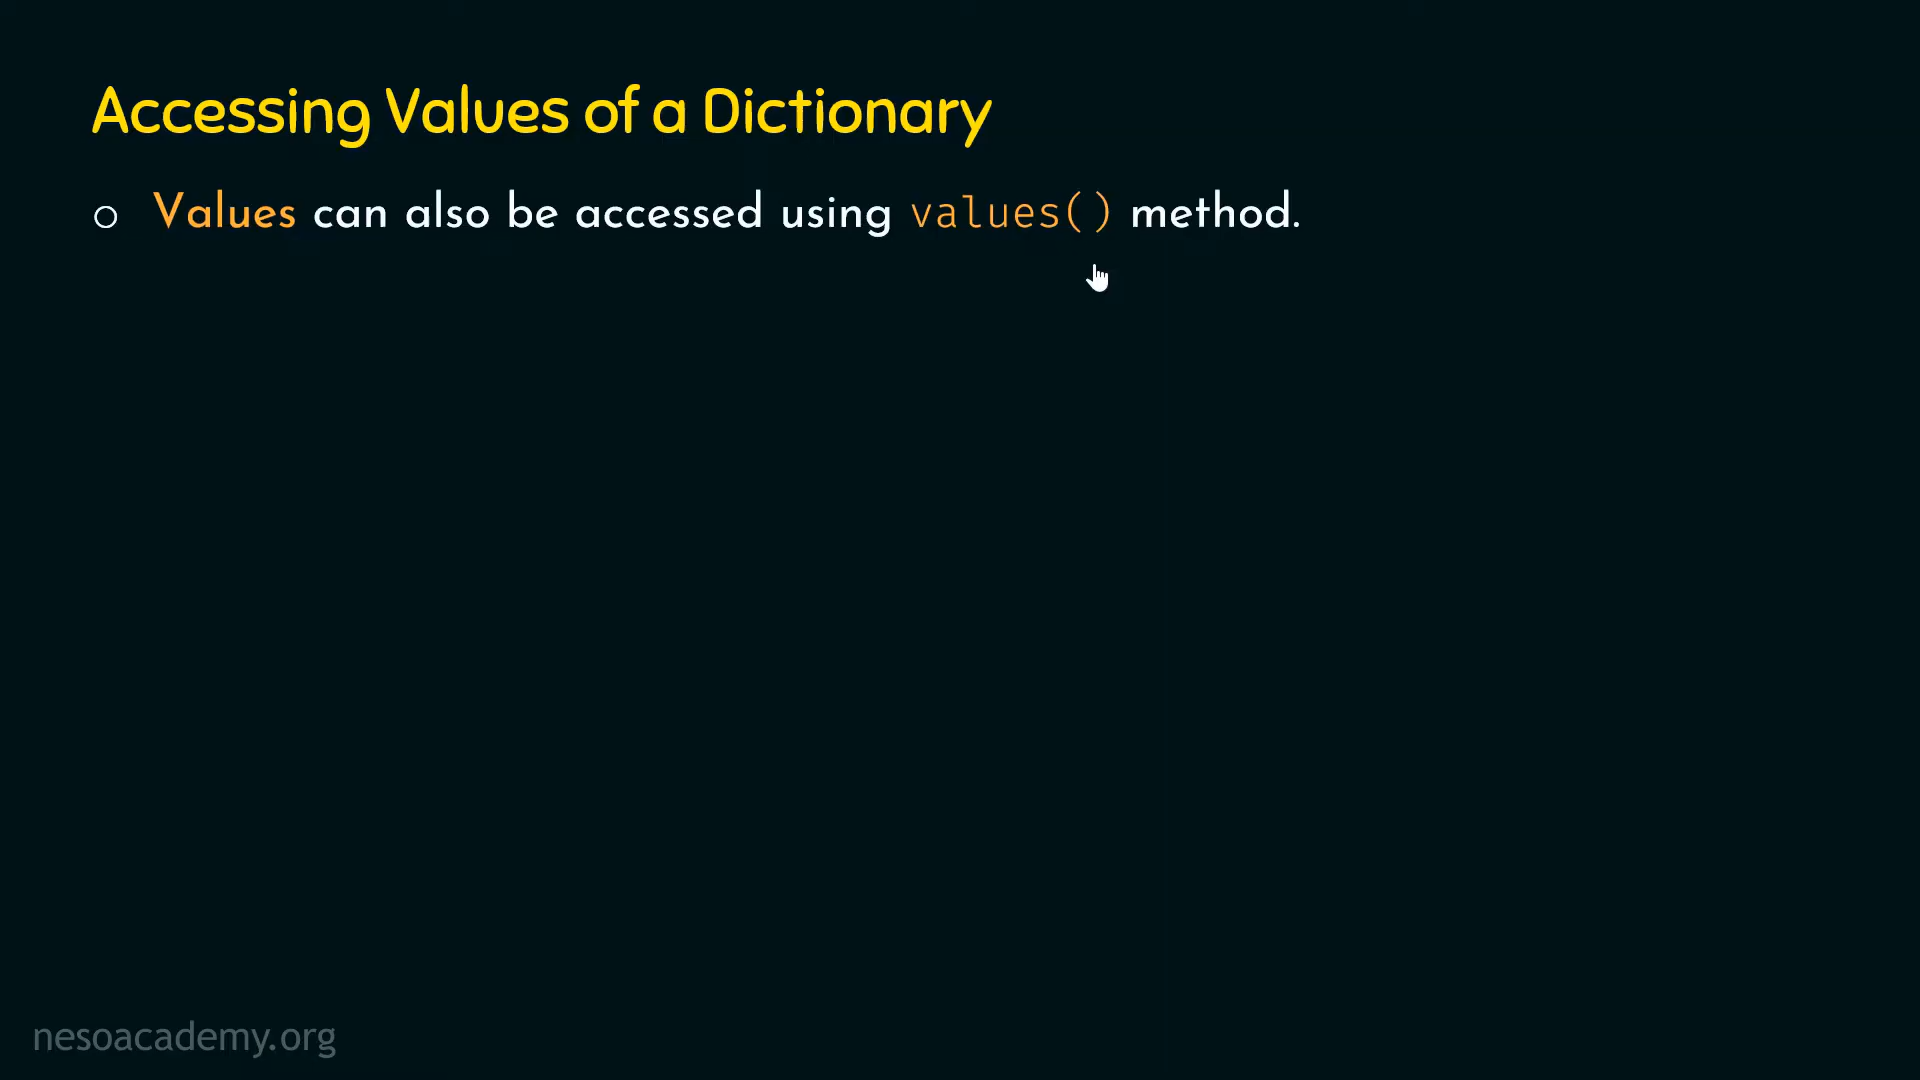 Accessing Values of a Dictionary
Values can also be accessed using values() method.
nesoacademy.org